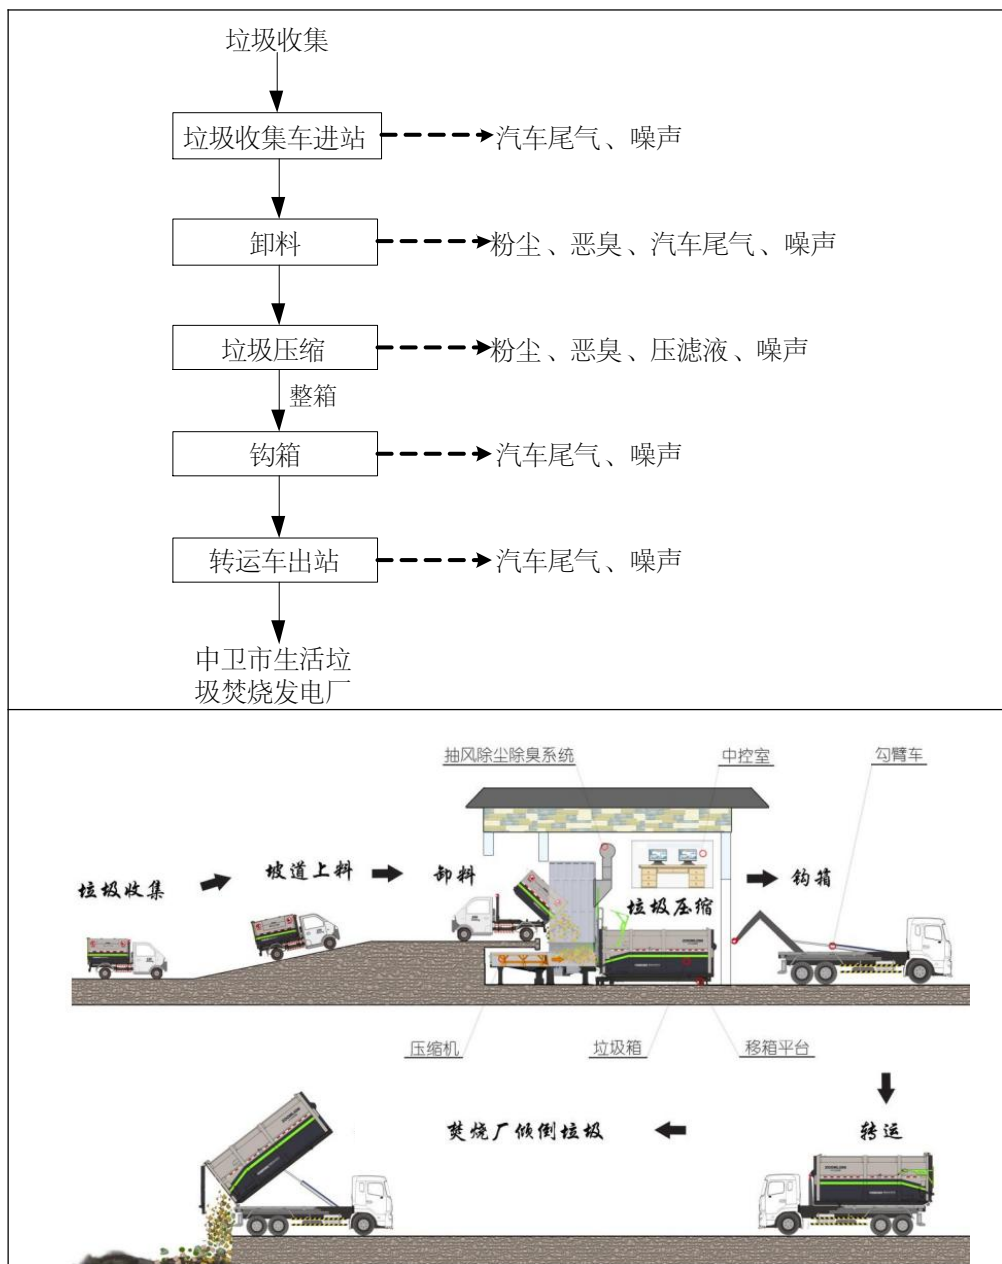 垃圾收集
垃圾收集车进站
汽车尾气、噪声
卸料
粉尘、恶臭、汽车尾气、噪声
垃圾压缩
粉尘、恶臭、压滤液、噪声
整箱
钩箱
汽车尾气、噪声
转运车出站
汽车尾气、噪声
中卫市生活垃
圾焚烧发电厂
抽风除尘除臭系统
中控室
勾臂车
垃圾收集
坡道上料
卸料
垃圾压缩
钩箱
压缩机
垃圾箱
移箱平台
焚烧厂倾倒垃圾
转运